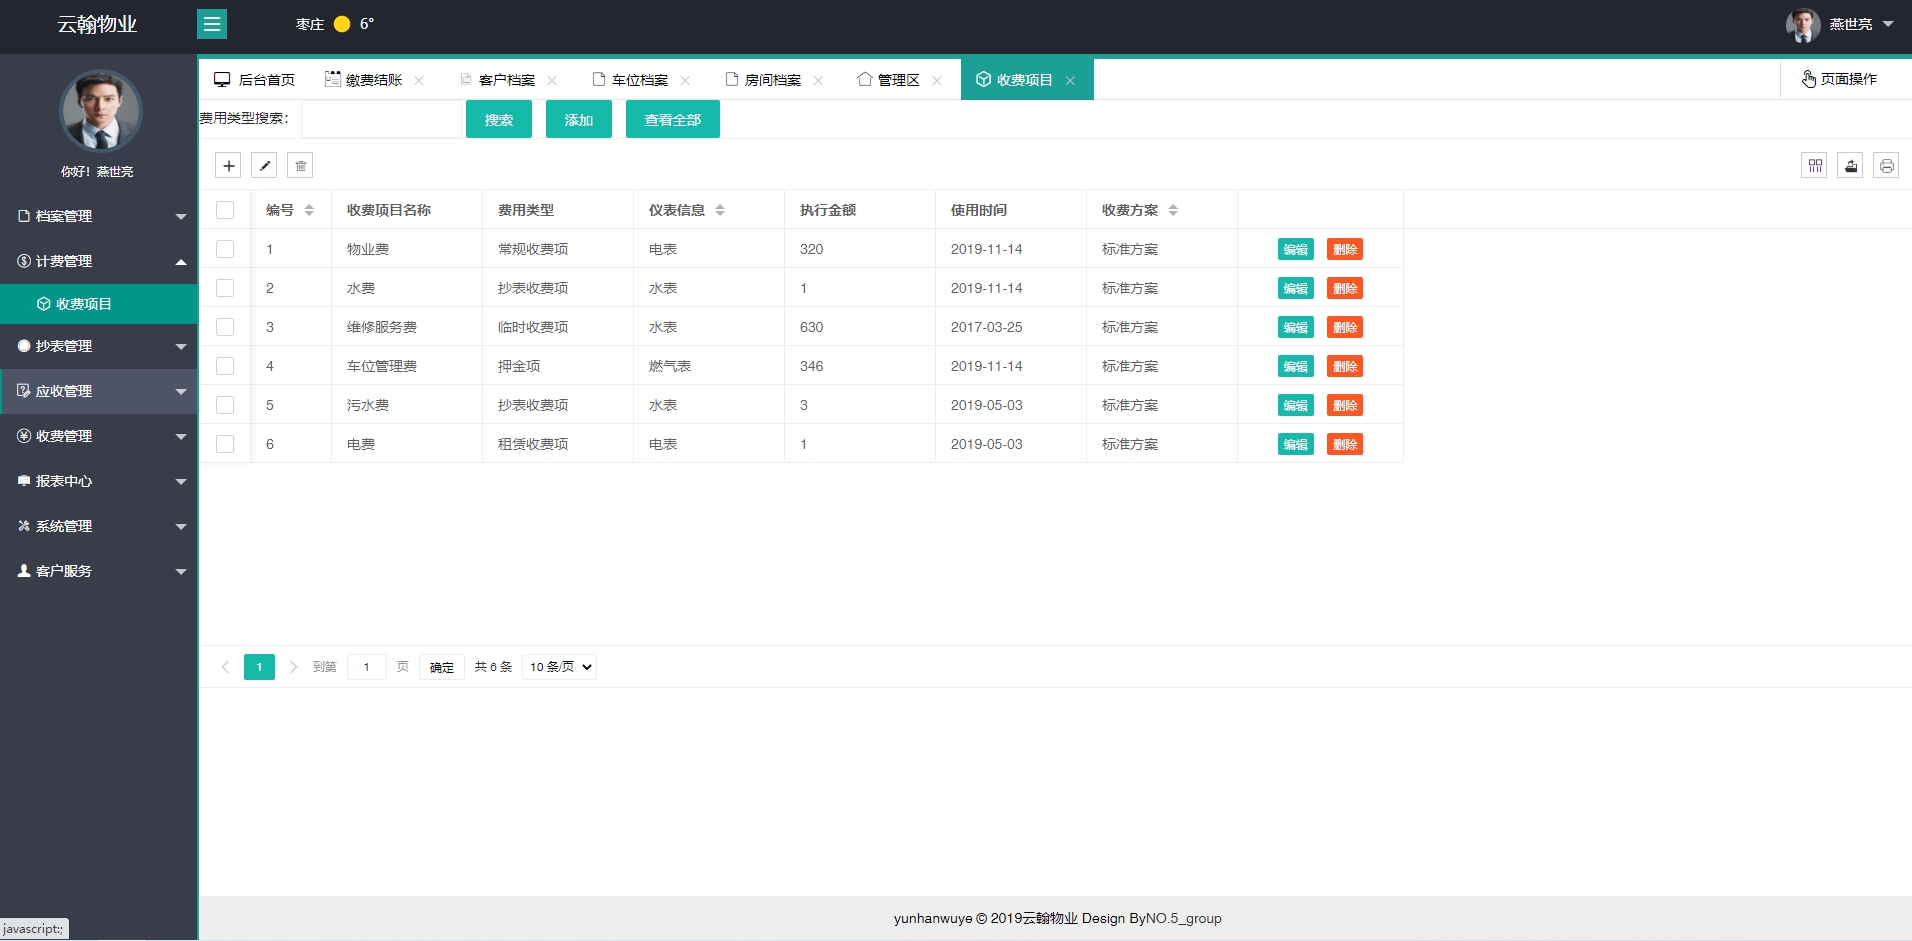 云翰物业
枣庄 6°
燕世亮
你好！燕世亮
档案管理
计费管理
收费项目
抄表管理
应收管理
收费管理
报表中心
系统管理
客户服务
javascript:;
后台首页 缴费结账 客户档案 车位档案 房间档案 管理区 收费项目 页面操作
费用类型搜索： 搜索 添加 查看全部
编号 收费项目名称 费用类型 仪表信息 执行金额 使用时间 收费方案
1 物业费 常规收费项 电表 320 2019-11-14 标准方案 编辑 删除
2 水费 抄表收费项 水表 1 2019-11-14 标准方案 编辑 删除
3 维修服务费 临时收费项 水表 630 2017-03-25 标准方案 编辑 删除
4 车位管理费 押金项 燃气表 346 2019-11-14 标准方案 编辑 删除
5 污水费 抄表收费项 水表 3 2019-05-03 标准方案 编辑 删除
6 电费 租赁收费项 电表 1 2019-05-03 标准方案 编辑 删除
1 到第 1 页 确定 共 6 条 10 条/页
yunhanwuye © 2019云翰物业 Design ByNO.5_group